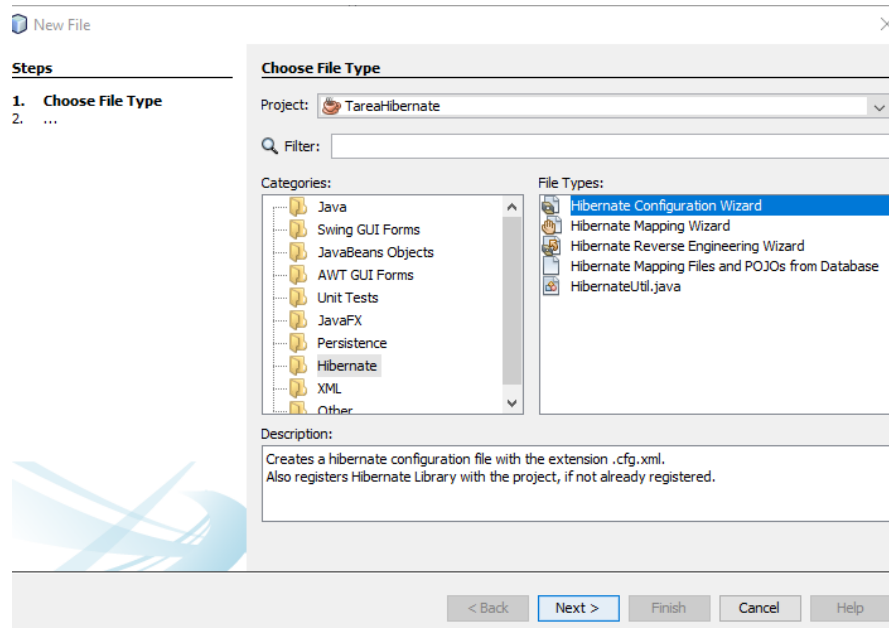 New File
Steps
1. Choose File Type
2. ...
Choose File Type
Project: TareaHibernate
Filter:
Categories:
Java
Swing GUI Forms
JavaBeans Objects
AWT GUI Forms
Unit Tests
JavaFX
Persistence
Hibernate
XML
Other
File Types:
Hibernate Configuration Wizard
Hibernate Mapping Wizard
Hibernate Reverse Engineering Wizard
Hibernate Mapping Files and POJOs from Database
HibernateUtil.java
Description:
Creates a hibernate configuration file with the extension .cfg.xml.
Also registers Hibernate Library with the project, if not already registered.
< Back Next > Finish Cancel Help